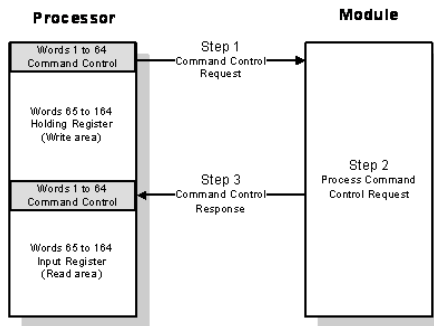 Processor
Module
Words 1 to 64
Command Control
Step 1
Command Control
Request
Words 65 to 164
Holding Register
(Write area)
Step 2
Process Command
Control Request
Words 1 to 64
Command Control
Step 3
Command Control
Response
Words 65 to 164
Input Register
(Read area)